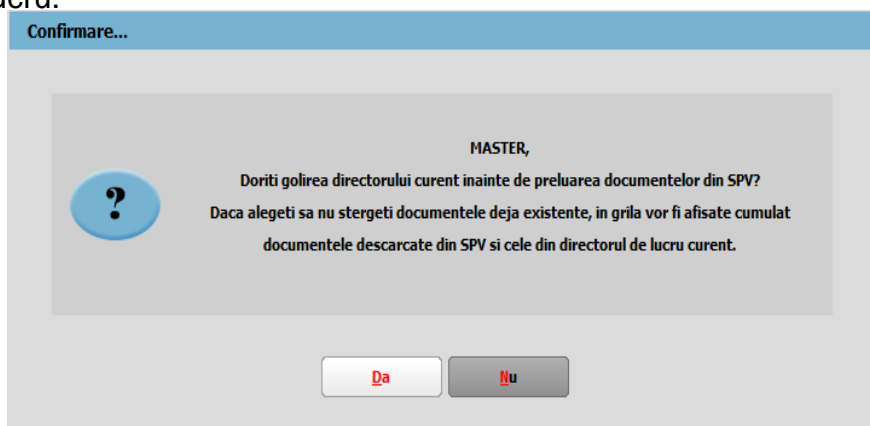 Confirmare...
MASTER,
Doriti golirea directorului curent inainte de preluarea documentelor din SPV?
Daca alegeti sa nu stergeti documentele deja existente, in grila vor fi afisate cumulat
documentele descarcate din SPV si cele din directorul de lucru curent.
?
Da
Nu